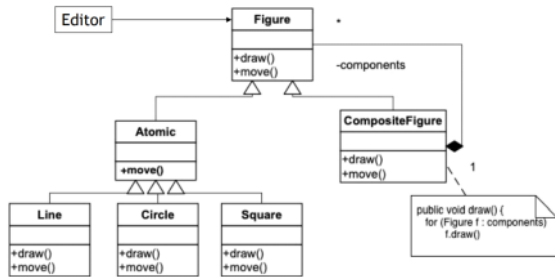 Editor
Figure
*
+draw()
+move()
-components
Atomic
+move()
CompositeFigure
+draw()
+move()
1
Line
+draw()
+move()
Circle
+draw()
+move()
Square
+draw()
+move()
public void draw() {
for (Figure f : components)
f.draw()